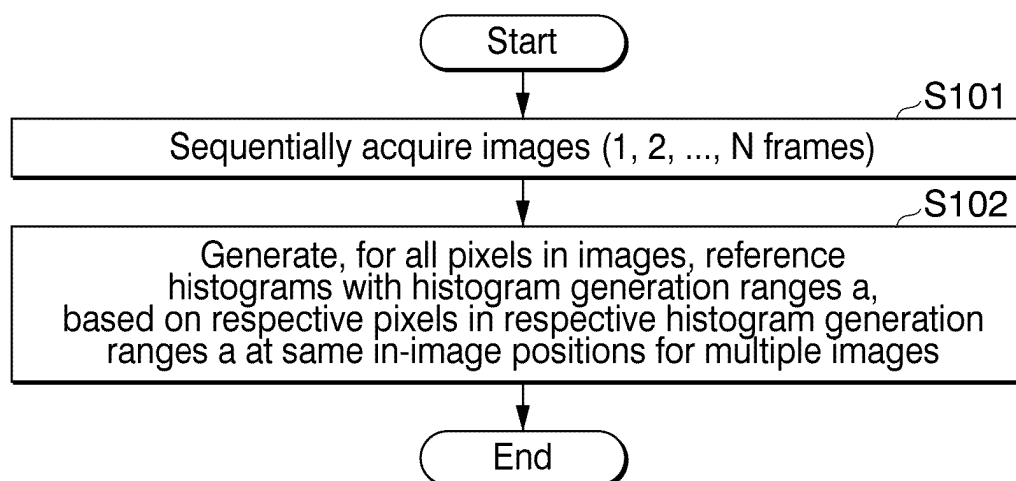 Start
S101
Sequentially acquire images (1, 2, ..., N frames)
S102
Generate, for all pixels in images, reference
histograms with histogram generation ranges a,
based on respective pixels in respective histogram generation
ranges a at same in-image positions for multiple images
End